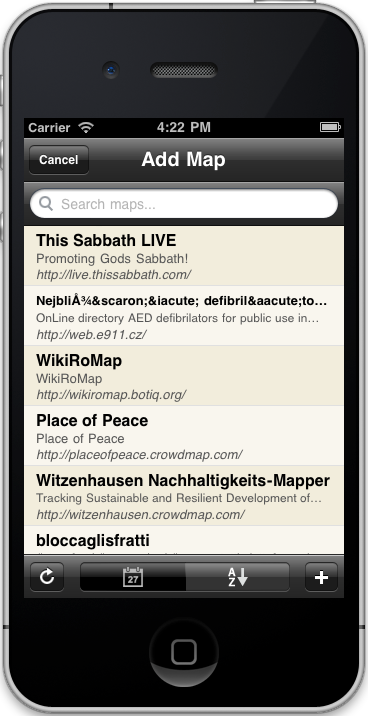 Carrier 4:22 PM
Cancel Add Map
Search maps...
This Sabbath LIVE
Promoting Gods Sabbath!
http://live.thissabbath.com/
NejbliÅ¾&scaron;&iacute; defibril&aacute;to...
OnLine directory AED defibrilators for public use in...
http://web.e911.cz/
WikiRoMap
WikiRoMap
http://wikiromap.botiq.org/
Place of Peace
Place of Peace
http://placeofpeace.crowdmap.com/
Witzenhausen Nachhaltigkeits-Mapper
Tracking Sustainable and Resilient Development of...
http://witzenhausen.crowdmap.com/
bloccaglisfratti
27 A Z